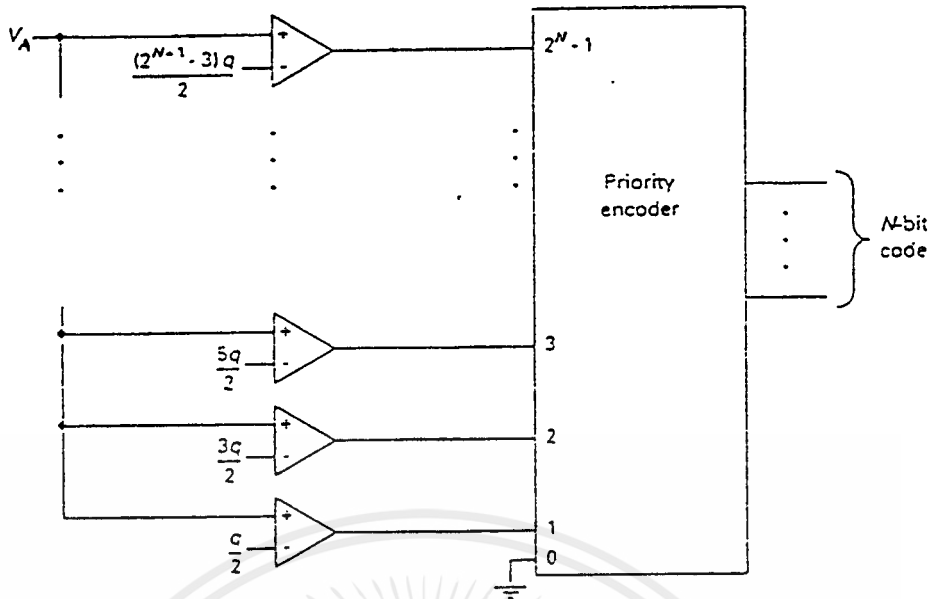 V_A
+
-
(2^{N+1} - 3)q
2
2^N - 1
Priority
encoder
N-bit
code
+
-
5q
2
3
+
-
3q
2
2
+
-
q
2
1
0